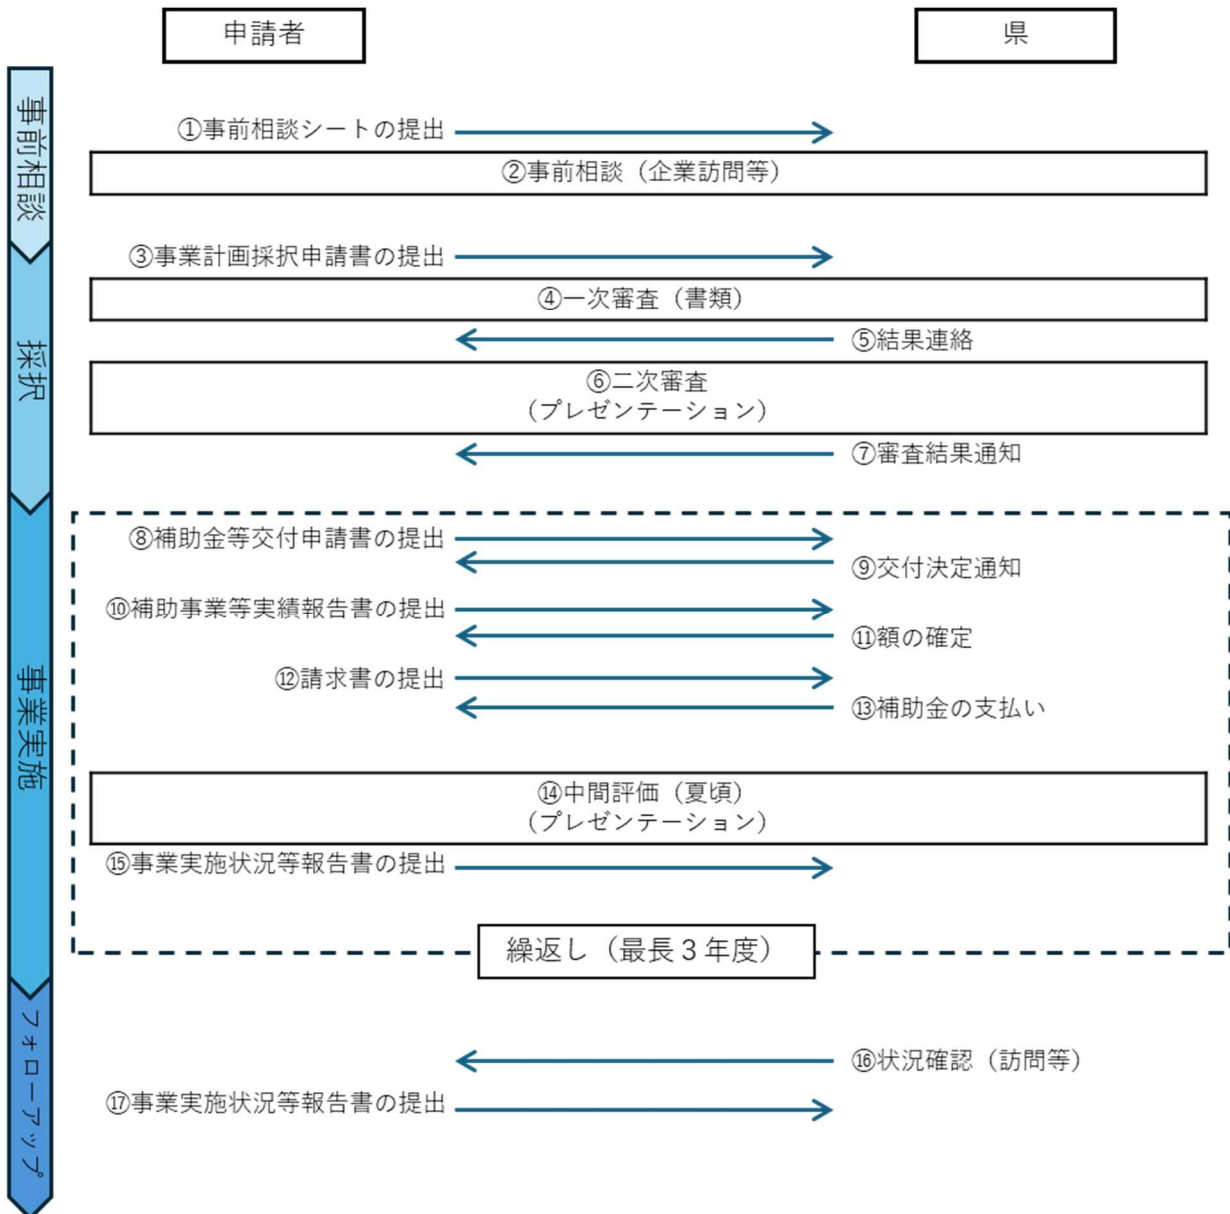 申請者
県
事前相談
①事前相談シートの提出
②事前相談（企業訪問等）
採択
③事業計画採択申請書の提出
④一次審査（書類）
⑤結果連絡
⑥二次審査
（プレゼンテーション）
⑦審査結果通知
事業実施
⑧補助金等交付申請書の提出
⑨交付決定通知
⑩補助事業等実績報告書の提出
⑪額の確定
⑫請求書の提出
⑬補助金の支払い
⑭中間評価（夏頃）
（プレゼンテーション）
⑮事業実施状況等報告書の提出
繰返し（最長３年度）
フォローアップ
⑯状況確認（訪問等）
⑰事業実施状況等報告書の提出